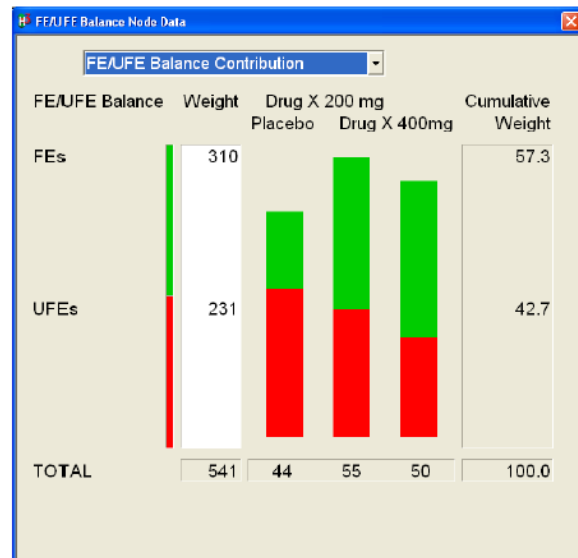 FE/UFE Balance Node Data
FE/UFE Balance Contribution
FE/UFE Balance Weight Drug X 200 mg Cumulative
Placebo Drug X 400mg Weight
FEs 310 57.3
UFEs 231 42.7
TOTAL 541 44 55 50 100.0